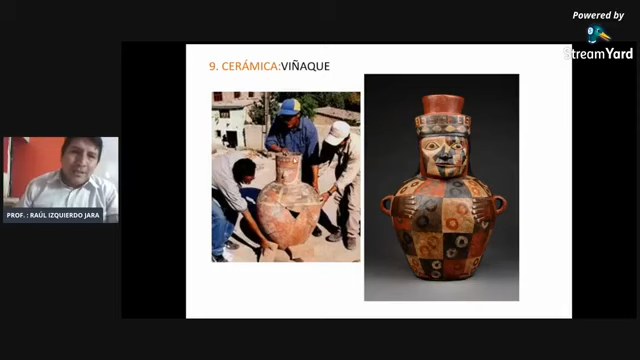 Powered by
StreamYard
9. CERÁMICA:VIÑAQUE
PROF. : RAÚL IZQUIERDO JARA